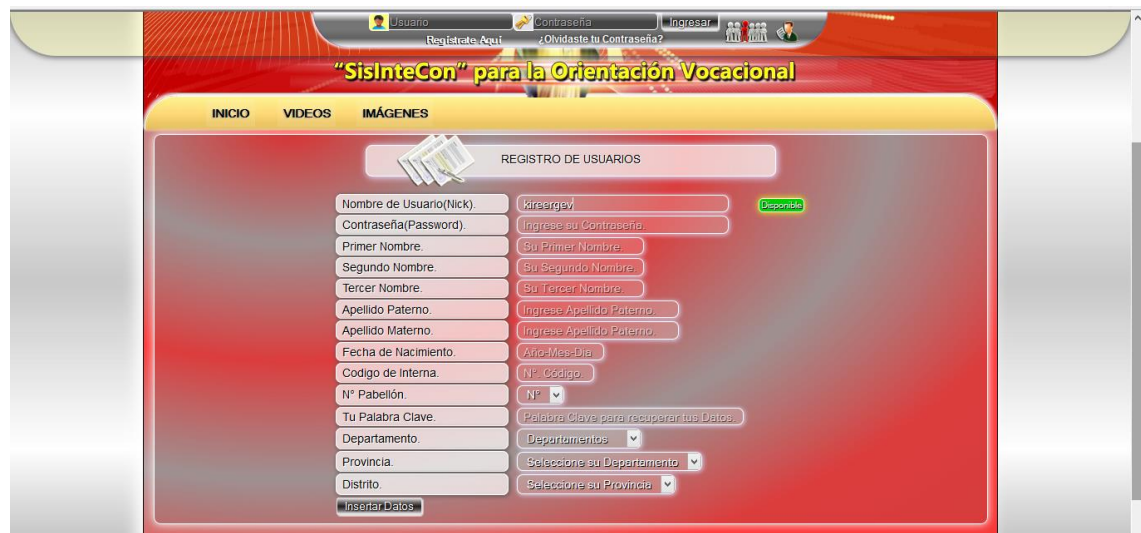 Usuario Contraseña Ingresar
Registrate Aquí ¿Olvidaste tu Contraseña?
"SisInteCon" para la Orientación Vocacional
INICIO VIDEOS IMÁGENES
REGISTRO DE USUARIOS
Nombre de Usuario(Nick). kireergev Disponible
Contraseña(Password). Ingrese su Contraseña.
Primer Nombre. Su Primer Nombre.
Segundo Nombre. Su Segundo Nombre.
Tercer Nombre. Su Tercer Nombre.
Apellido Paterno. Ingrese Apellido Paterno.
Apellido Materno. Ingrese Apellido Paterno.
Fecha de Nacimiento. Año-Mes-Dia
Codigo de Interna. Nº. Código.
N° Pabellón. Nº
Tu Palabra Clave. Palabra Clave para recuperar tus Datos.
Departamento. Departamentos
Provincia. Seleccione su Departamento
Distrito. Seleccione su Provincia
Insertar Datos